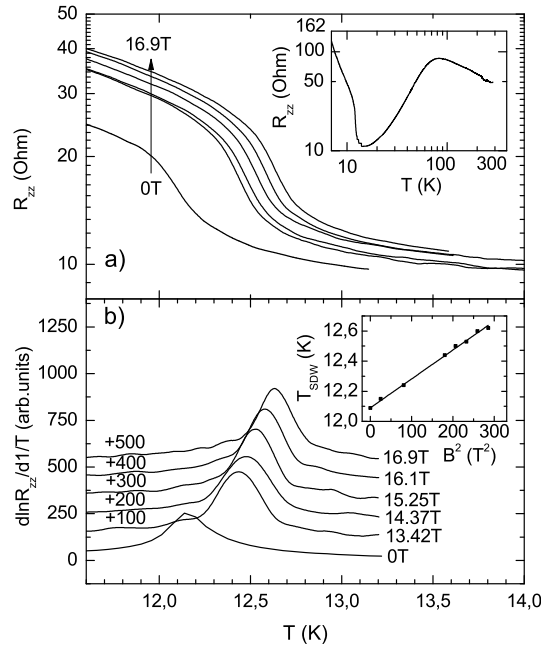 50
40
30
20
10
R_zz (Ohm)
16.9T
0T
a)
162
100
50
10
R_zz (Ohm)
10 100 300
T (K)
b)
1250
1000
750
500
250
0
dlnR_zz/d1/T (arb.units)
+500
+400
+300
+200
+100
16.9T
16.1T
15.25T
14.37T
13.42T
0T
12,6
12,4
12,2
12,0
T_SDW (K)
0 100 200 300
B² (T²)
12,0 12,5 13,0 13,5 14,0
T (K)